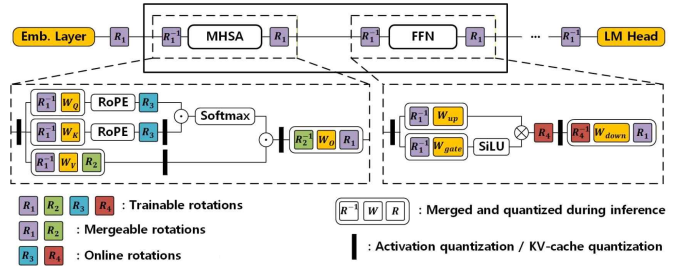 Emb. Layer R1 R1^-1 MHSA R1 R1^-1 FFN R1 ... R1^-1 LM Head
R1^-1 WQ RoPE R3 Softmax
R1^-1 WK RoPE R3
R1^-1 WV R2
R2^-1 WO R1
R1^-1 Wup
R1^-1 Wgate SiLU
R4 R4^-1 Wdown R1
R1 R2 R3 R4 : Trainable rotations
R1 R2 : Mergeable rotations
R3 R4 : Online rotations
R^-1 W R : Merged and quantized during inference
: Activation quantization / KV-cache quantization